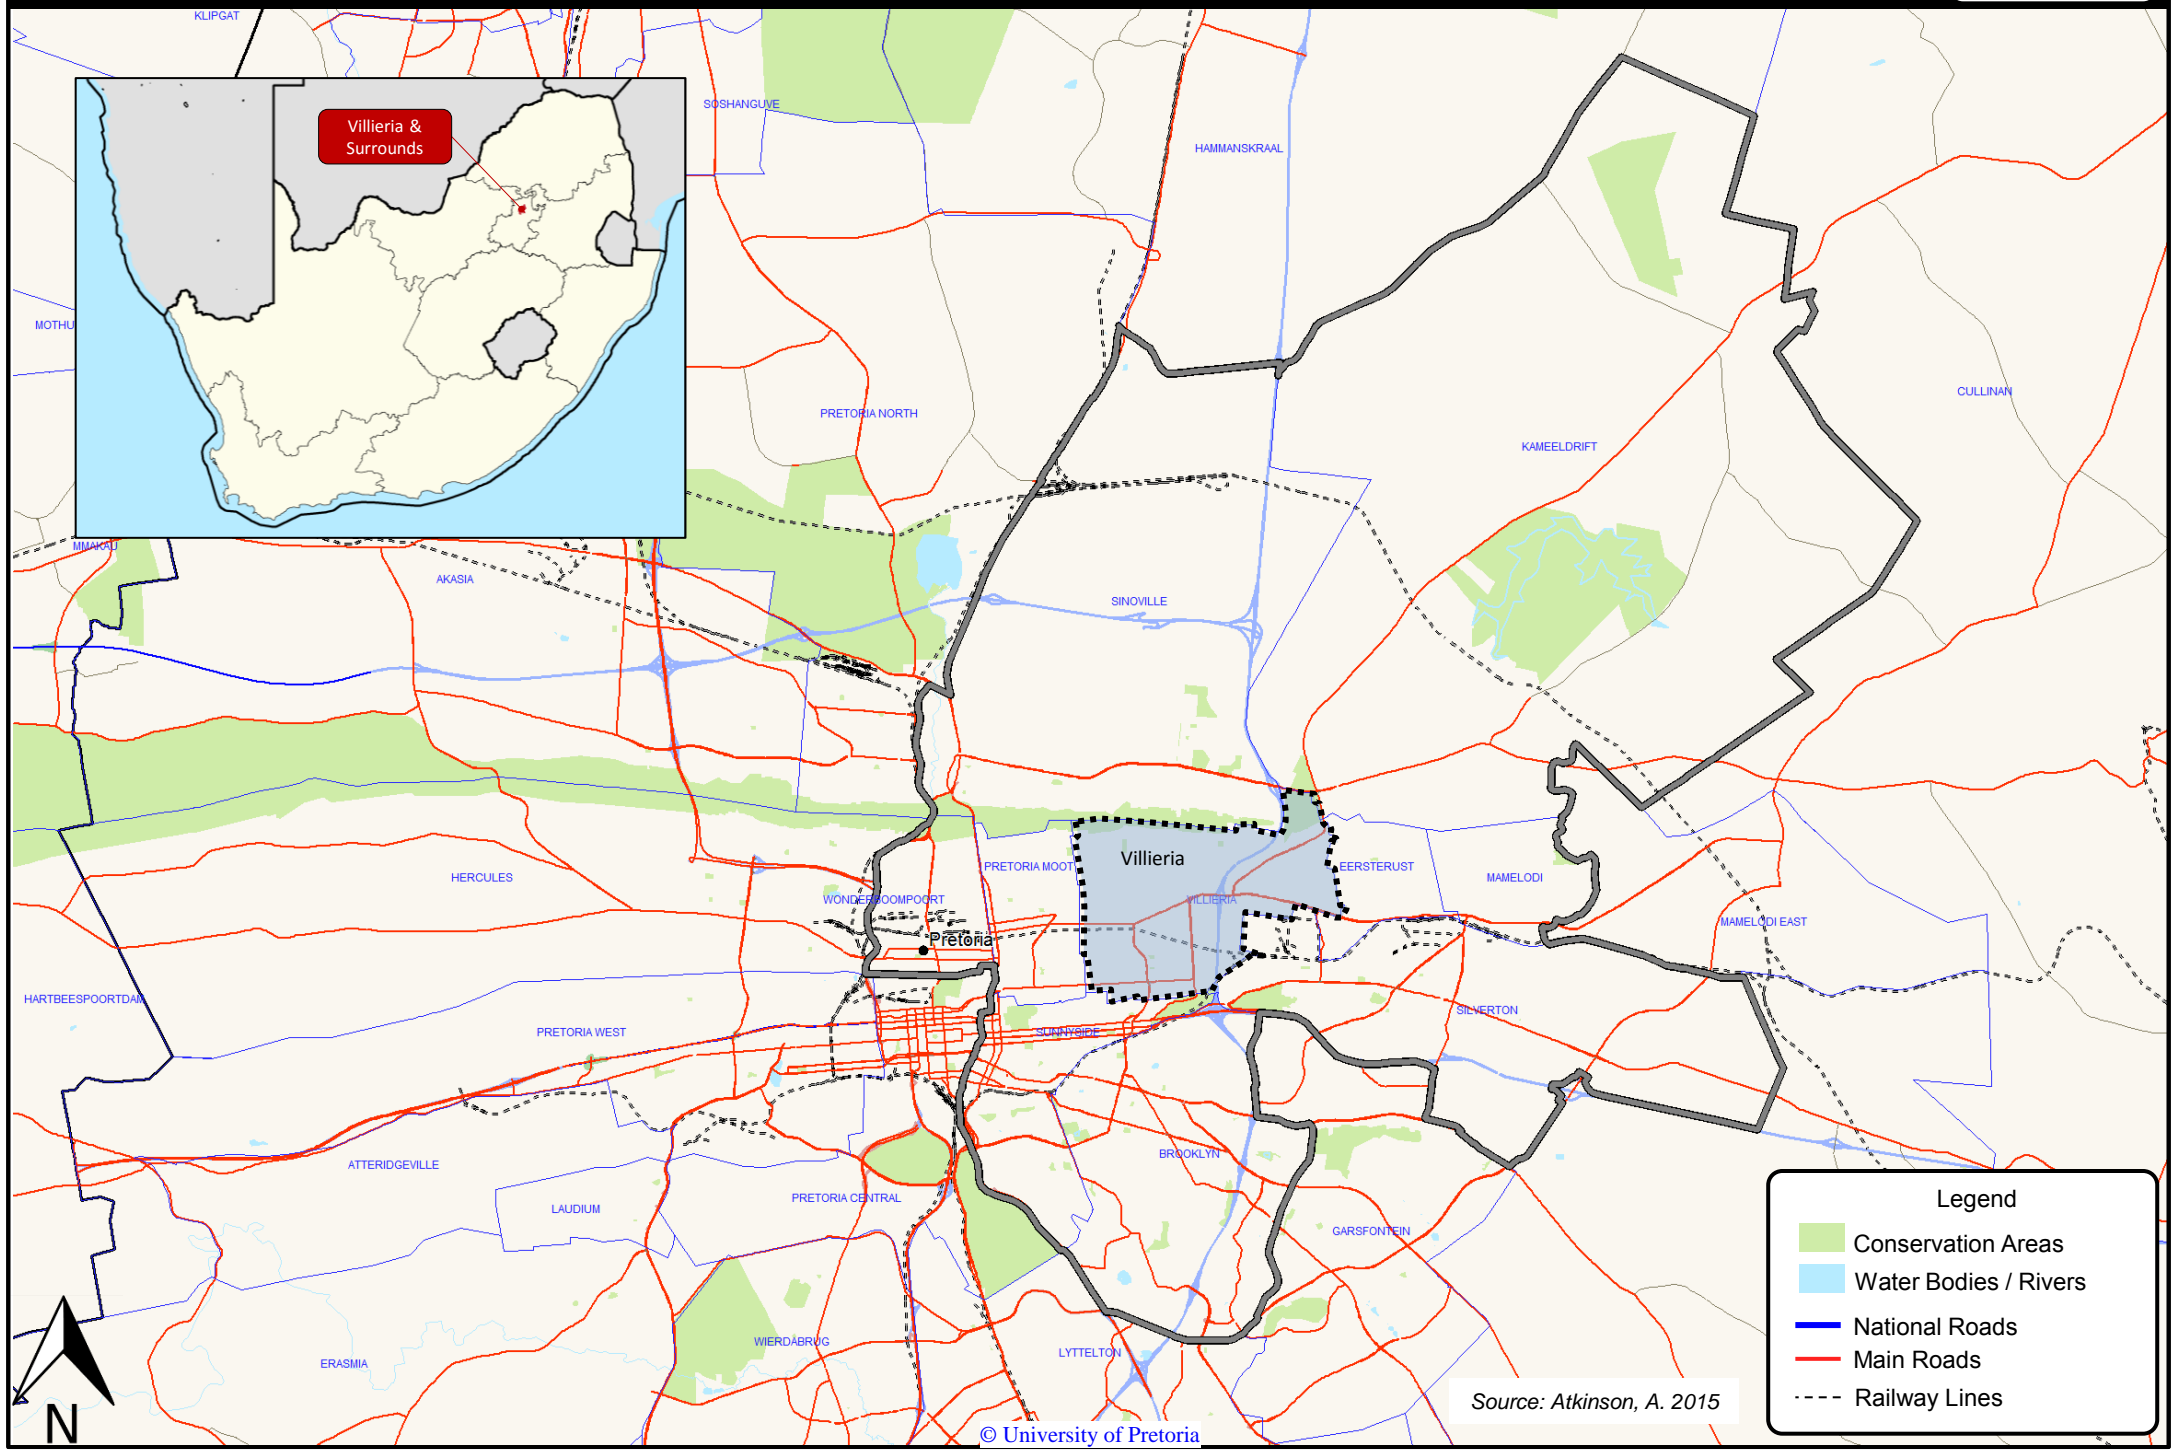 KLIPGAT
SOSHANGUVE
Villieria &
Surrounds
HAMMANSKRAAL
MOTHU
CULLINAN
PRETORIA NORTH
KAMEELDRIFT
MMAKAU
AKASIA
SINOVILLE
Villieria
PRETORIA MOOT
EERSTERUST
HERCULES
MAMELODI
WONDERBOOMPOORT
VILLIERIA
MAMELODI EAST
Pretoria
HARTBEESPOORTDAM
SILVERTON
PRETORIA WEST
SUNNYSIDE
BROOKLYN
ATTERIDGEVILLE
PRETORIA CENTRAL
LAUDIUM
GARSFONTEIN
WIERDABRUG
LYTTELTON
ERASMIA
Legend
Conservation Areas
Water Bodies / Rivers
National Roads
Main Roads
Railway Lines
Source: Atkinson, A. 2015
N
© University of Pretoria